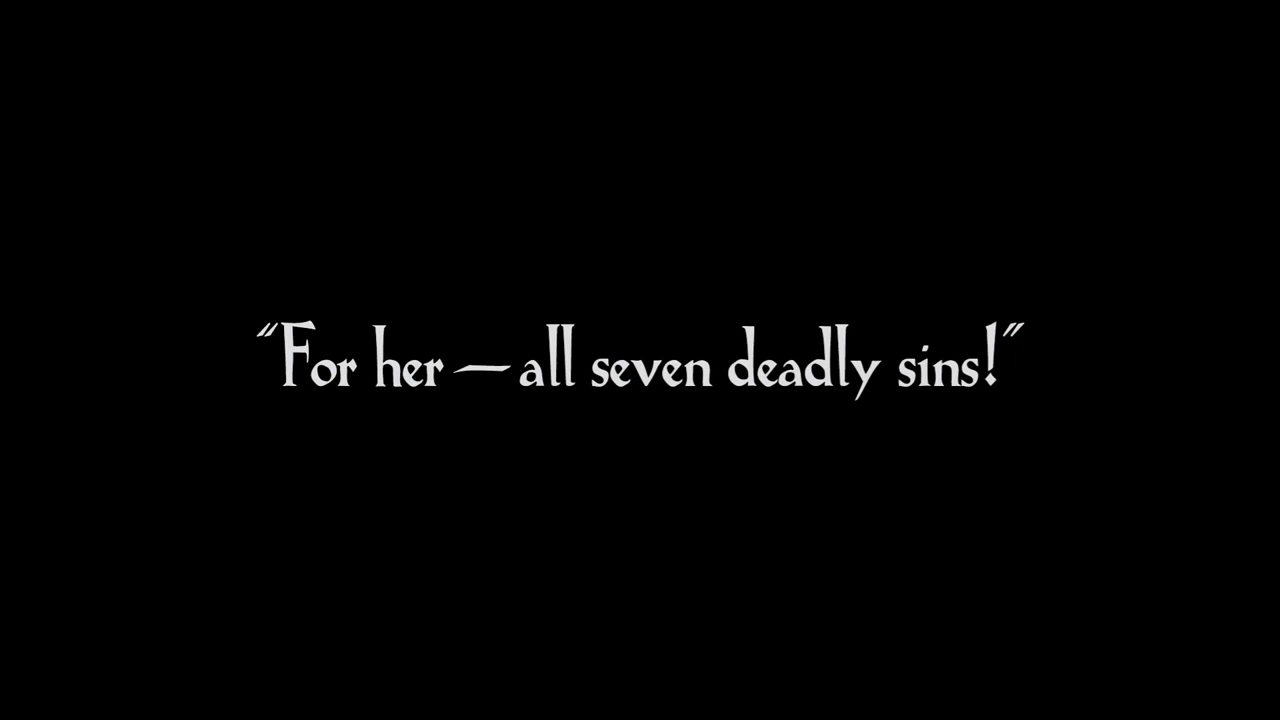 “For her — all seven deadly sins!”